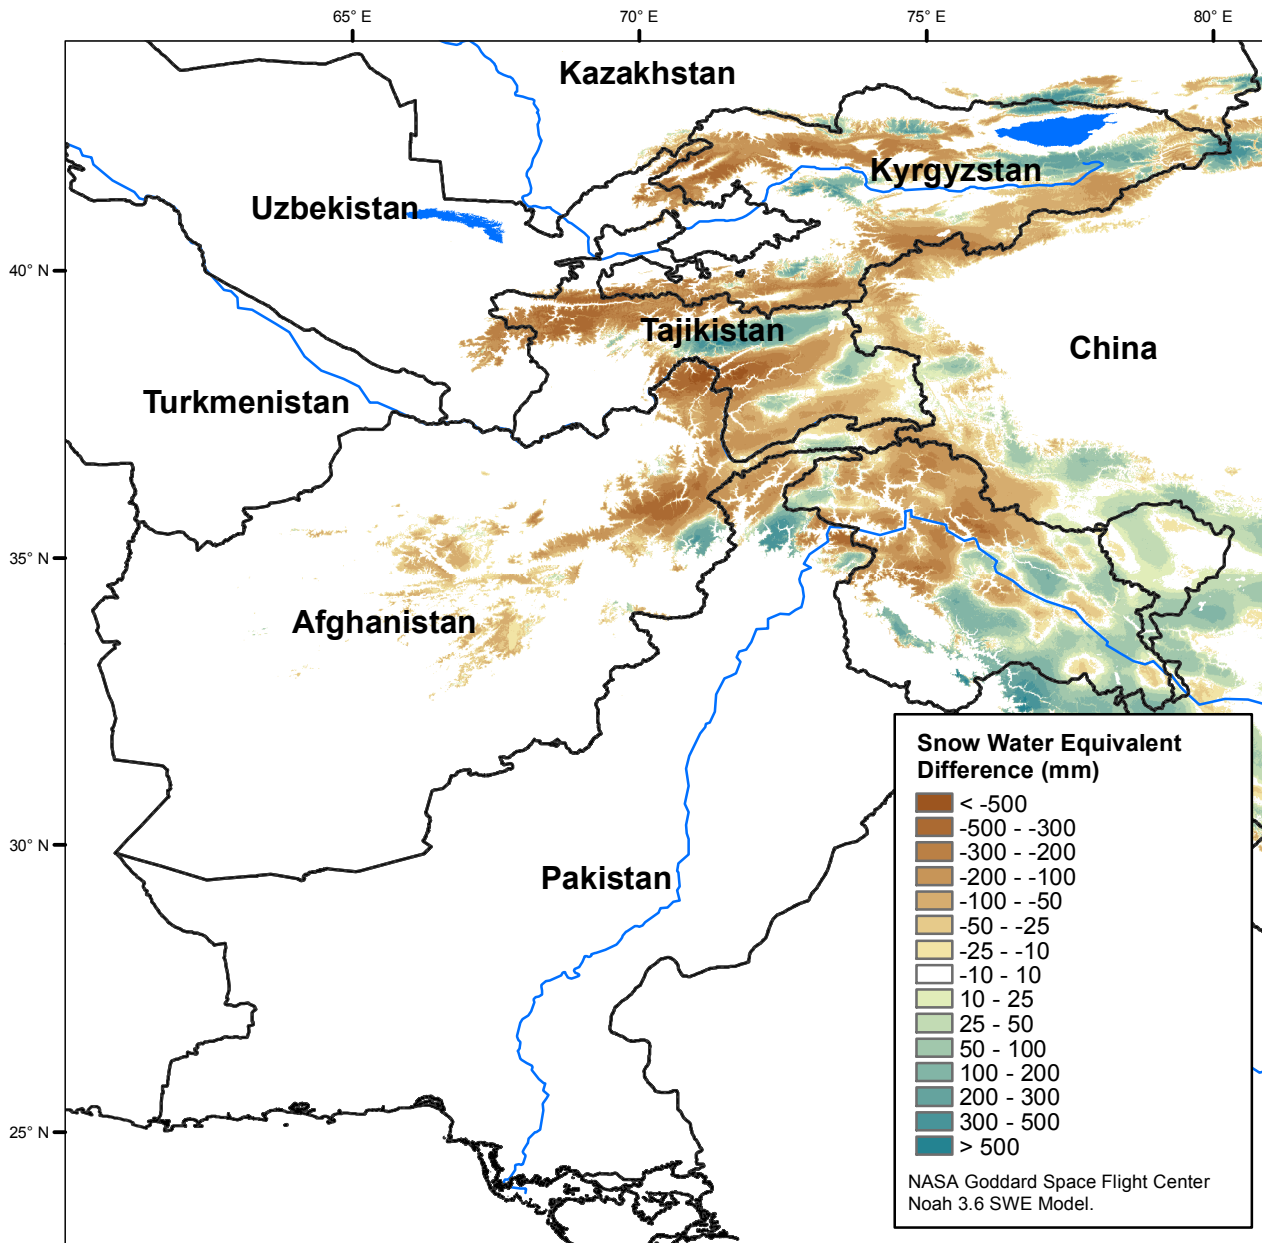 65° E
70° E
75° E
80° E
Kazakhstan
Kyrgyzstan
Uzbekistan
40° N
Tajikistan
China
Turkmenistan
35° N
Afghanistan
Snow Water Equivalent
Difference (mm)
< -500
-500 - -300
-300 - -200
-200 - -100
-100 - -50
-50 - -25
-25 - -10
-10 - 10
10 - 25
25 - 50
50 - 100
100 - 200
200 - 300
300 - 500
> 500
NASA Goddard Space Flight Center
Noah 3.6 SWE Model.
30° N
Pakistan
25° N